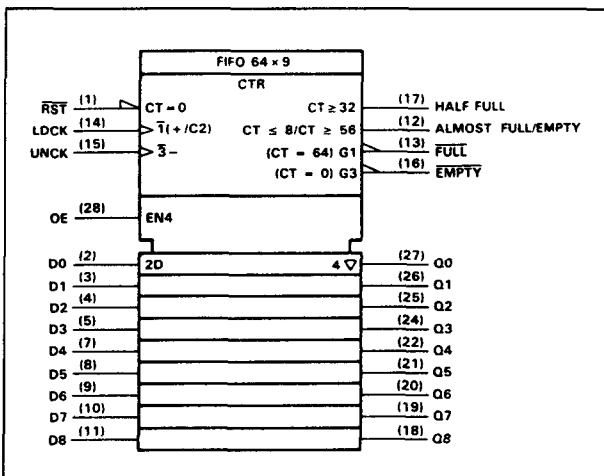 FIFO 64 × 9
CTR
R̅S̅T̅ (1) CT = 0 CT ≥ 32 (17) HALF FULL
LDCK (14) 1̅(+/C2) CT ≤ 8/CT ≥ 56 (12) ALMOST FULL/EMPTY
UNCK (15) 3̅− (CT = 64) G1 (13) F̅U̅L̅L̅
(CT = 0) G3 (16) E̅M̅P̅T̅Y̅
OE (28) EN4
D0 (2) 2D 4 ▽ (27) Q0
D1 (3) (26) Q1
D2 (4) (25) Q2
D3 (5) (24) Q3
D4 (7) (22) Q4
D5 (8) (21) Q5
D6 (9) (20) Q6
D7 (10) (19) Q7
D8 (11) (18) Q8